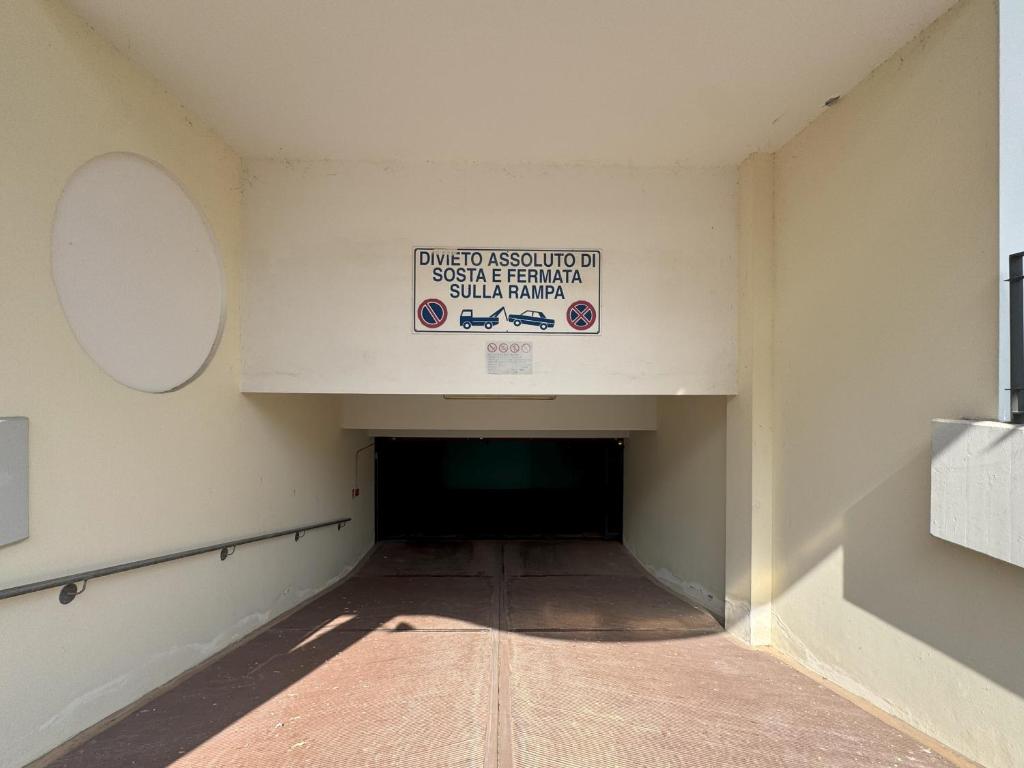 DIVIETO ASSOLUTO DI
SOSTA E FERMATA
SULLA RAMPA